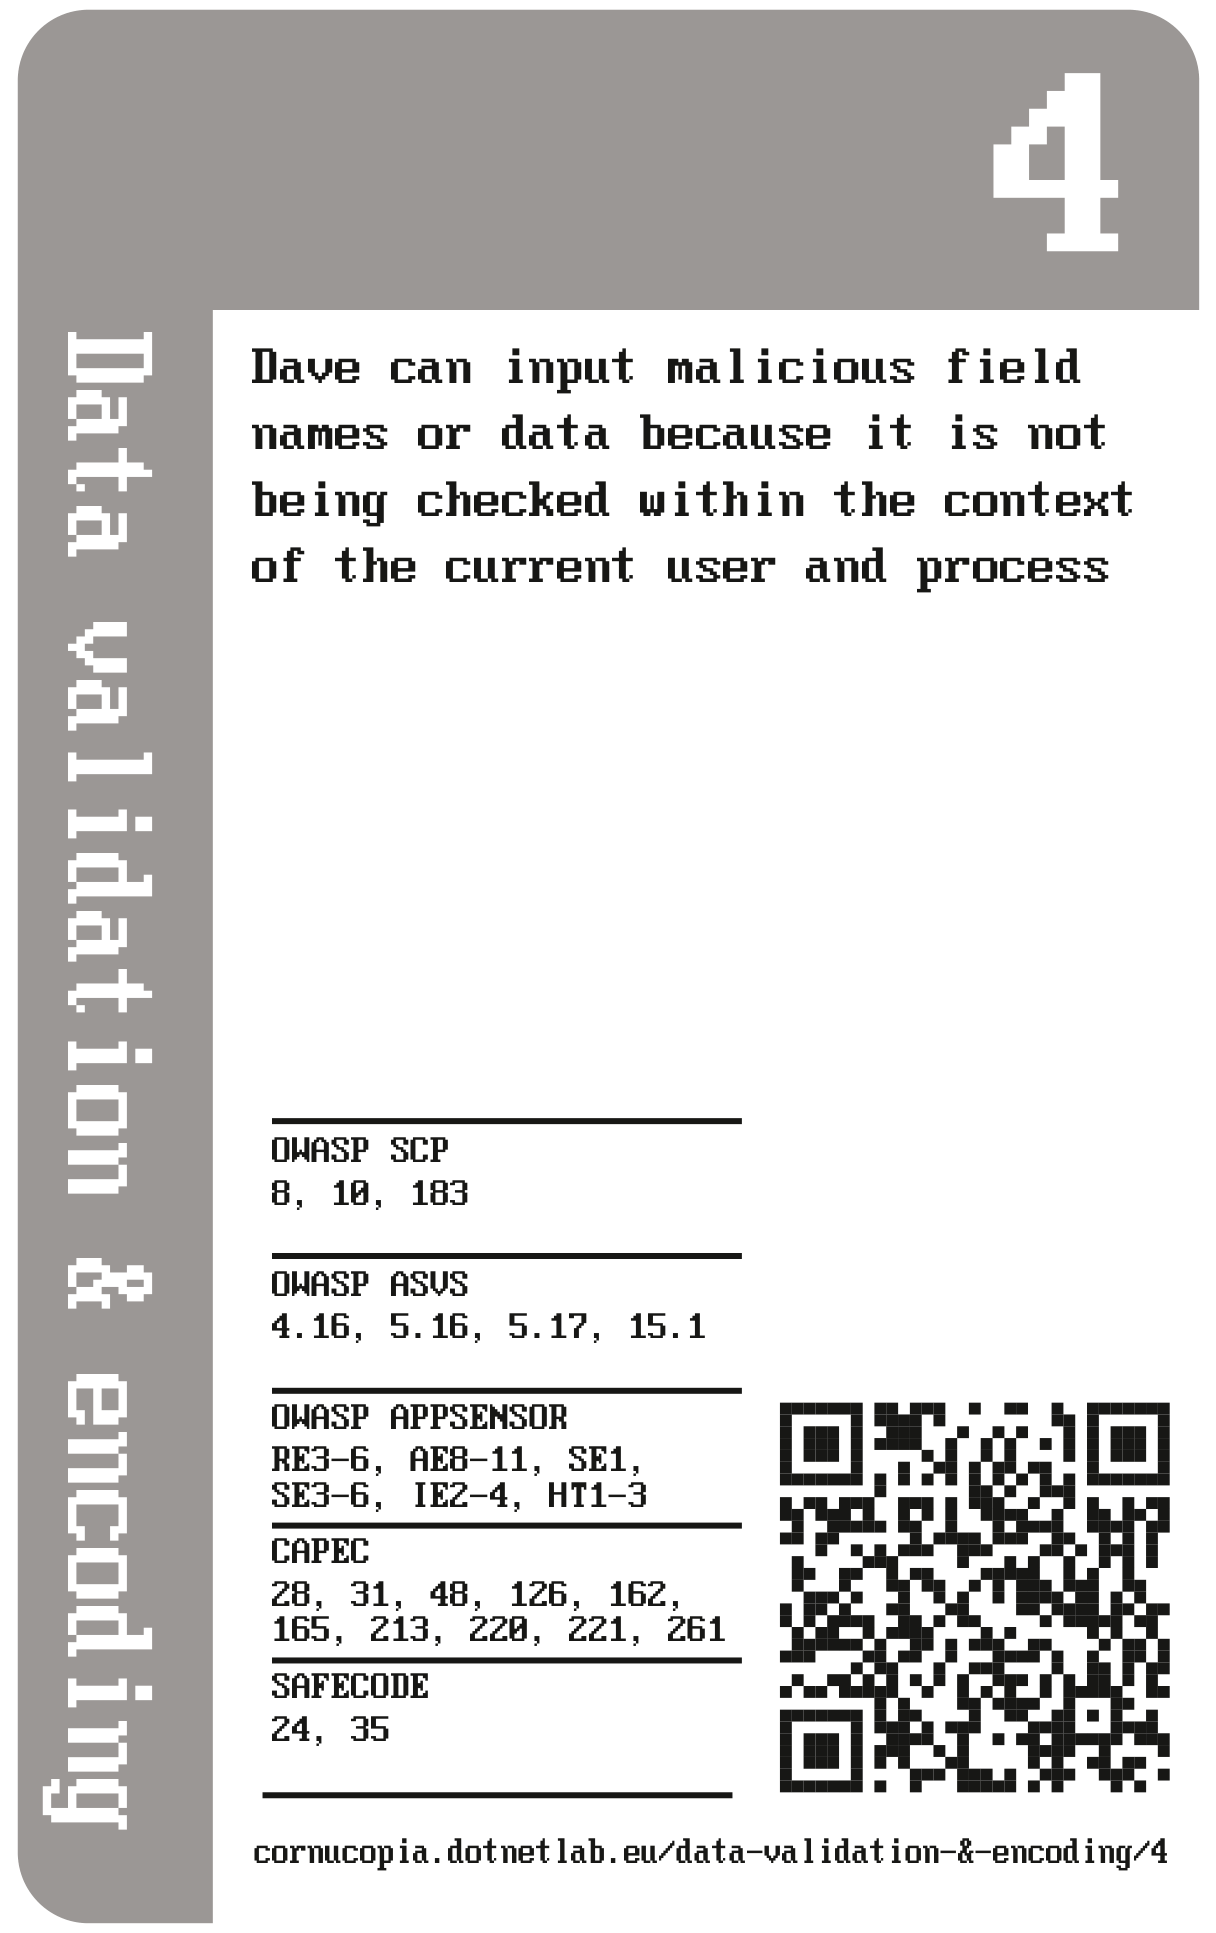 4
Data validation & encoding
Dave can input malicious field
names or data because it is not
being checked within the context
of the current user and process
OWASP SCP
8, 10, 183
OWASP ASVS
4.16, 5.16, 5.17, 15.1
OWASP APPSENSOR
RE3-6, AE8-11, SE1,
SE3-6, IE2-4, HT1-3
CAPEC
28, 31, 48, 126, 162,
165, 213, 220, 221, 261
SAFECODE
24, 35
cornucopia.dotnetlab.eu/data-validation-&-encoding/4